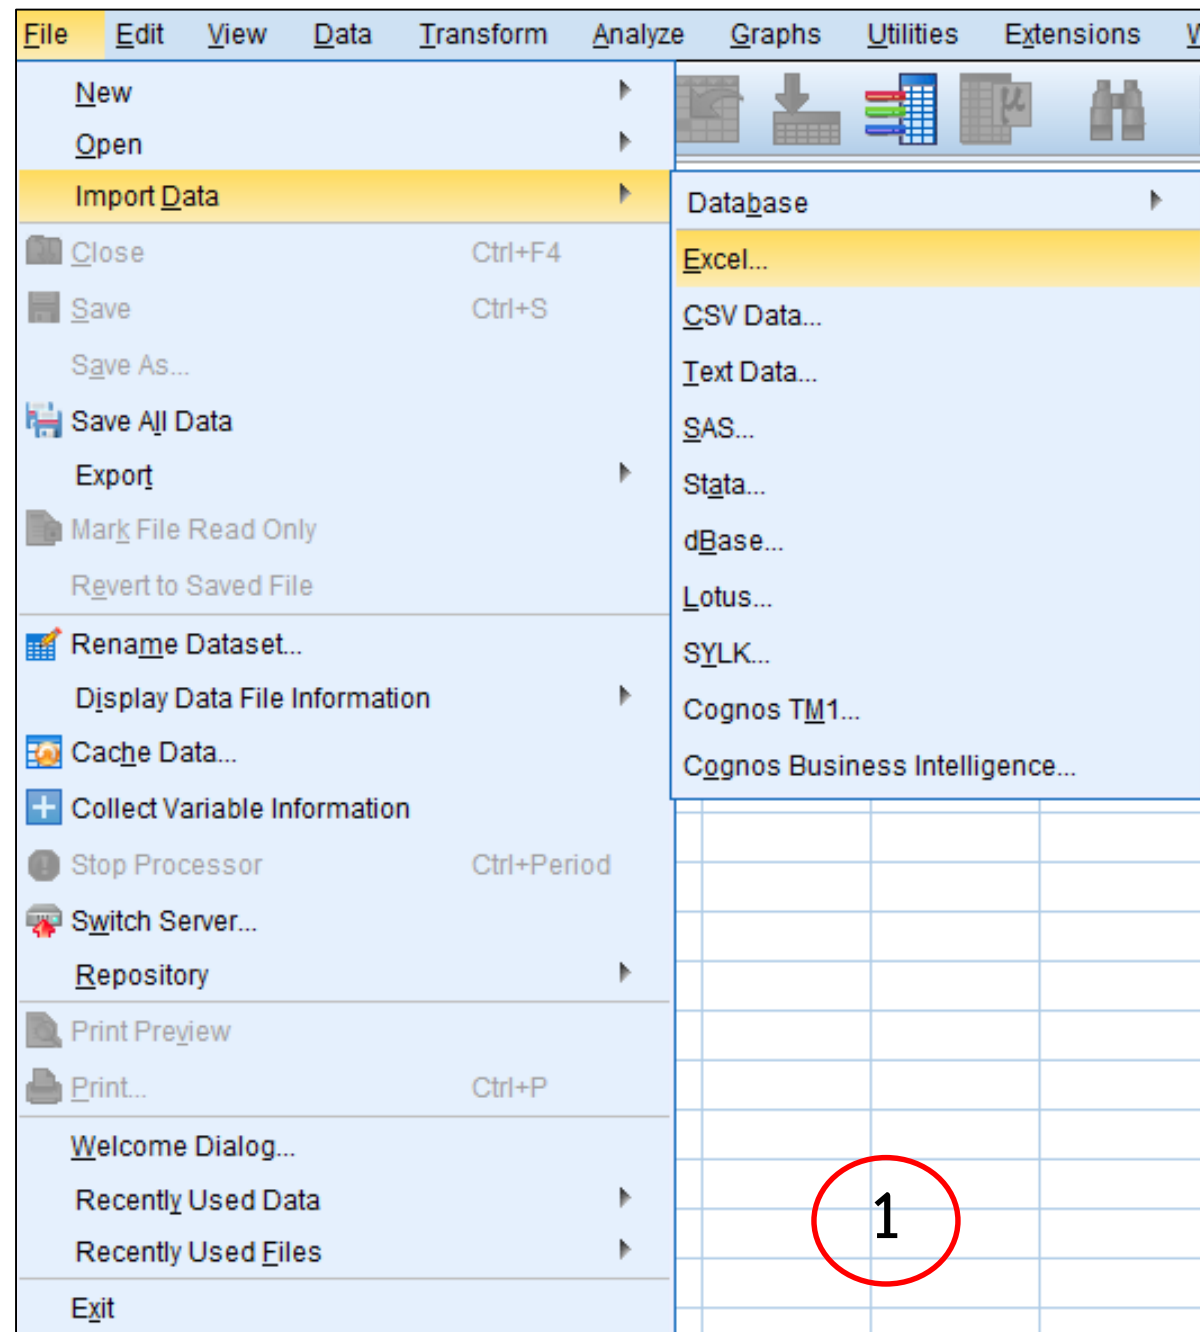 File Edit View Data Transform Analyze Graphs Utilities Extensions
New
Open
Import Data
Close Ctrl+F4
Save Ctrl+S
Save As...
Save All Data
Export
Mark File Read Only
Revert to Saved File
Rename Dataset...
Display Data File Information
Cache Data...
Collect Variable Information
Stop Processor Ctrl+Period
Switch Server...
Repository
Print Preview
Print... Ctrl+P
Welcome Dialog...
Recently Used Data
Recently Used Files
Exit
µ
Database
Excel...
CSV Data...
Text Data...
SAS...
Stata...
dBase...
Lotus...
SYLK...
Cognos TM1...
Cognos Business Intelligence...
1